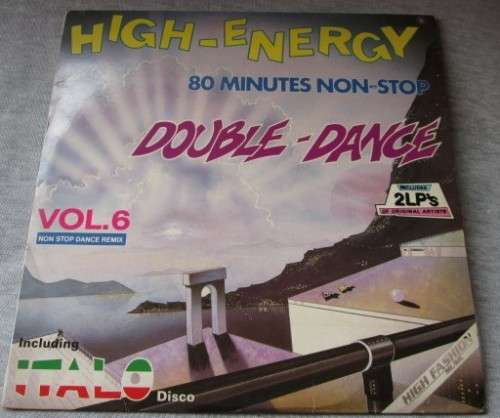 HIGH-ENERGY
80 MINUTES NON-STOP
DOUBLE-DANCE
INCLUDES
2LP's
OF ORIGINAL ARTISTS
VOL.6
NON STOP DANCE REMIX
Including
ITALO
Disco
HIGH FASHION